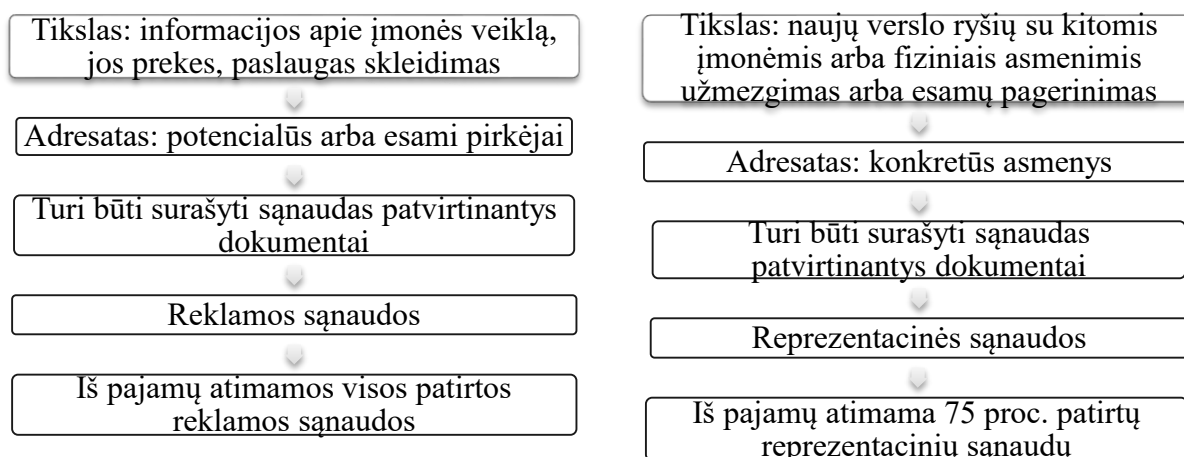 Tikslas: informacijos apie įmonės veiklą,
jos prekes, paslaugas skleidimas
Adresatas: potencialūs arba esami pirkėjai
Turi būti surašyti sąnaudas patvirtinantys
dokumentai
Reklamos sąnaudos
Iš pajamų atimamos visos patirtos
reklamos sąnaudos
Tikslas: naujų verslo ryšių su kitomis
įmonėmis arba fiziniais asmenimis
užmezgimas arba esamų pagerinimas
Adresatas: konkretūs asmenys
Turi būti surašyti sąnaudas
patvirtinantys dokumentai
Reprezentacinės sąnaudos
Iš pajamų atimama 75 proc. patirtų
reprezentacinių sąnaudų